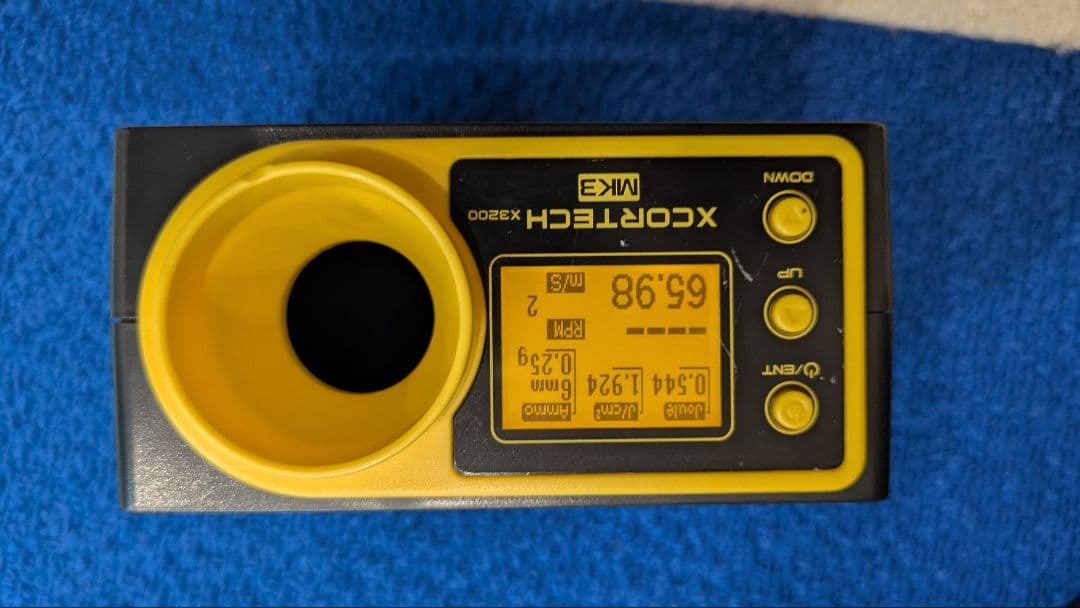 Joule J/cm² Ammo
0.544 1.924 6mm
0.25g
---- RPM
2
65.98 m/S
XCORTECH X3200
MK3
/ENT
UP
DOWN